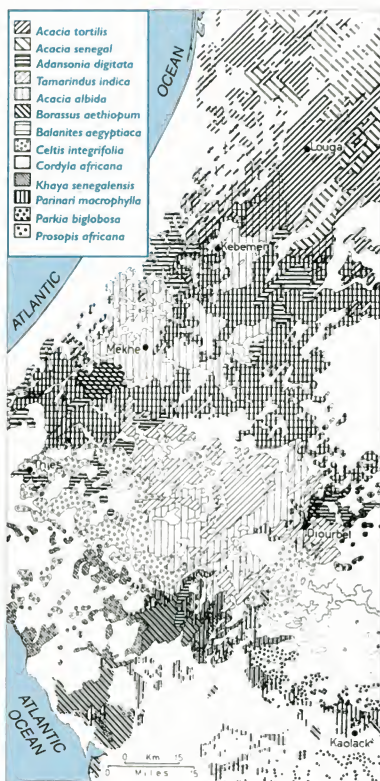 Acacia tortilis
Acacia senegal
Adansonia digitata
Tamarindus indica
Acacia albida
Borassus aethiopum
Balanites aegyptiaca
Celtis integrifolia
Cordyla africana
Khaya senegalensis
Parinari macrophylla
Parkia biglobosa
Prosopis africana
OCEAN
ATLANTIC
Louga
Kebemen
Mekhe
Thies
Diourbel
ATLANTIC
OCEAN
Kaolack
0 Km 15
0 Miles 15